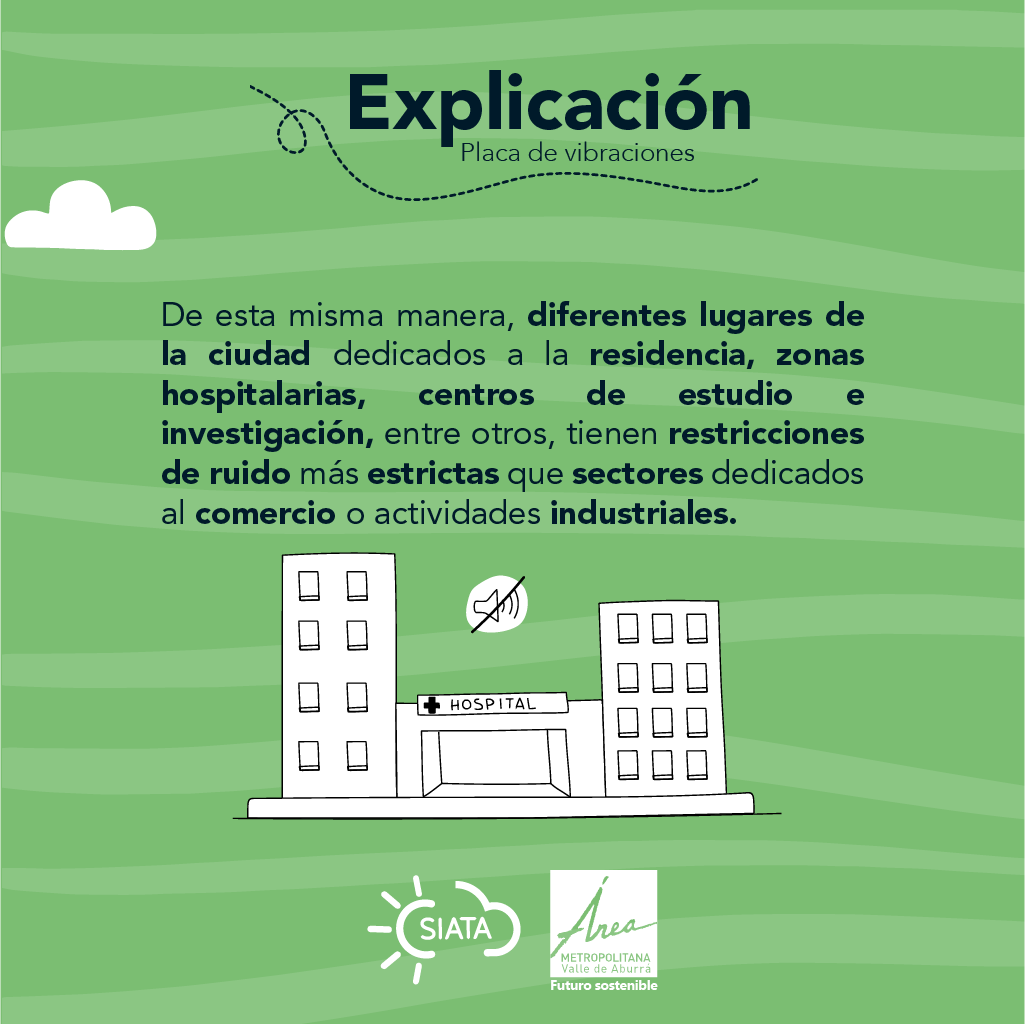 Explicación
Placa de vibraciones
De esta misma manera, diferentes lugares de
la ciudad dedicados a la residencia, zonas
hospitalarias, centros de estudio e
investigación, entre otros, tienen restricciones
de ruido más estrictas que sectores dedicados
al comercio o actividades industriales.
HOSPITAL
SIATA
Área
METROPOLITANA
Valle de Aburrá
Futuro sostenible